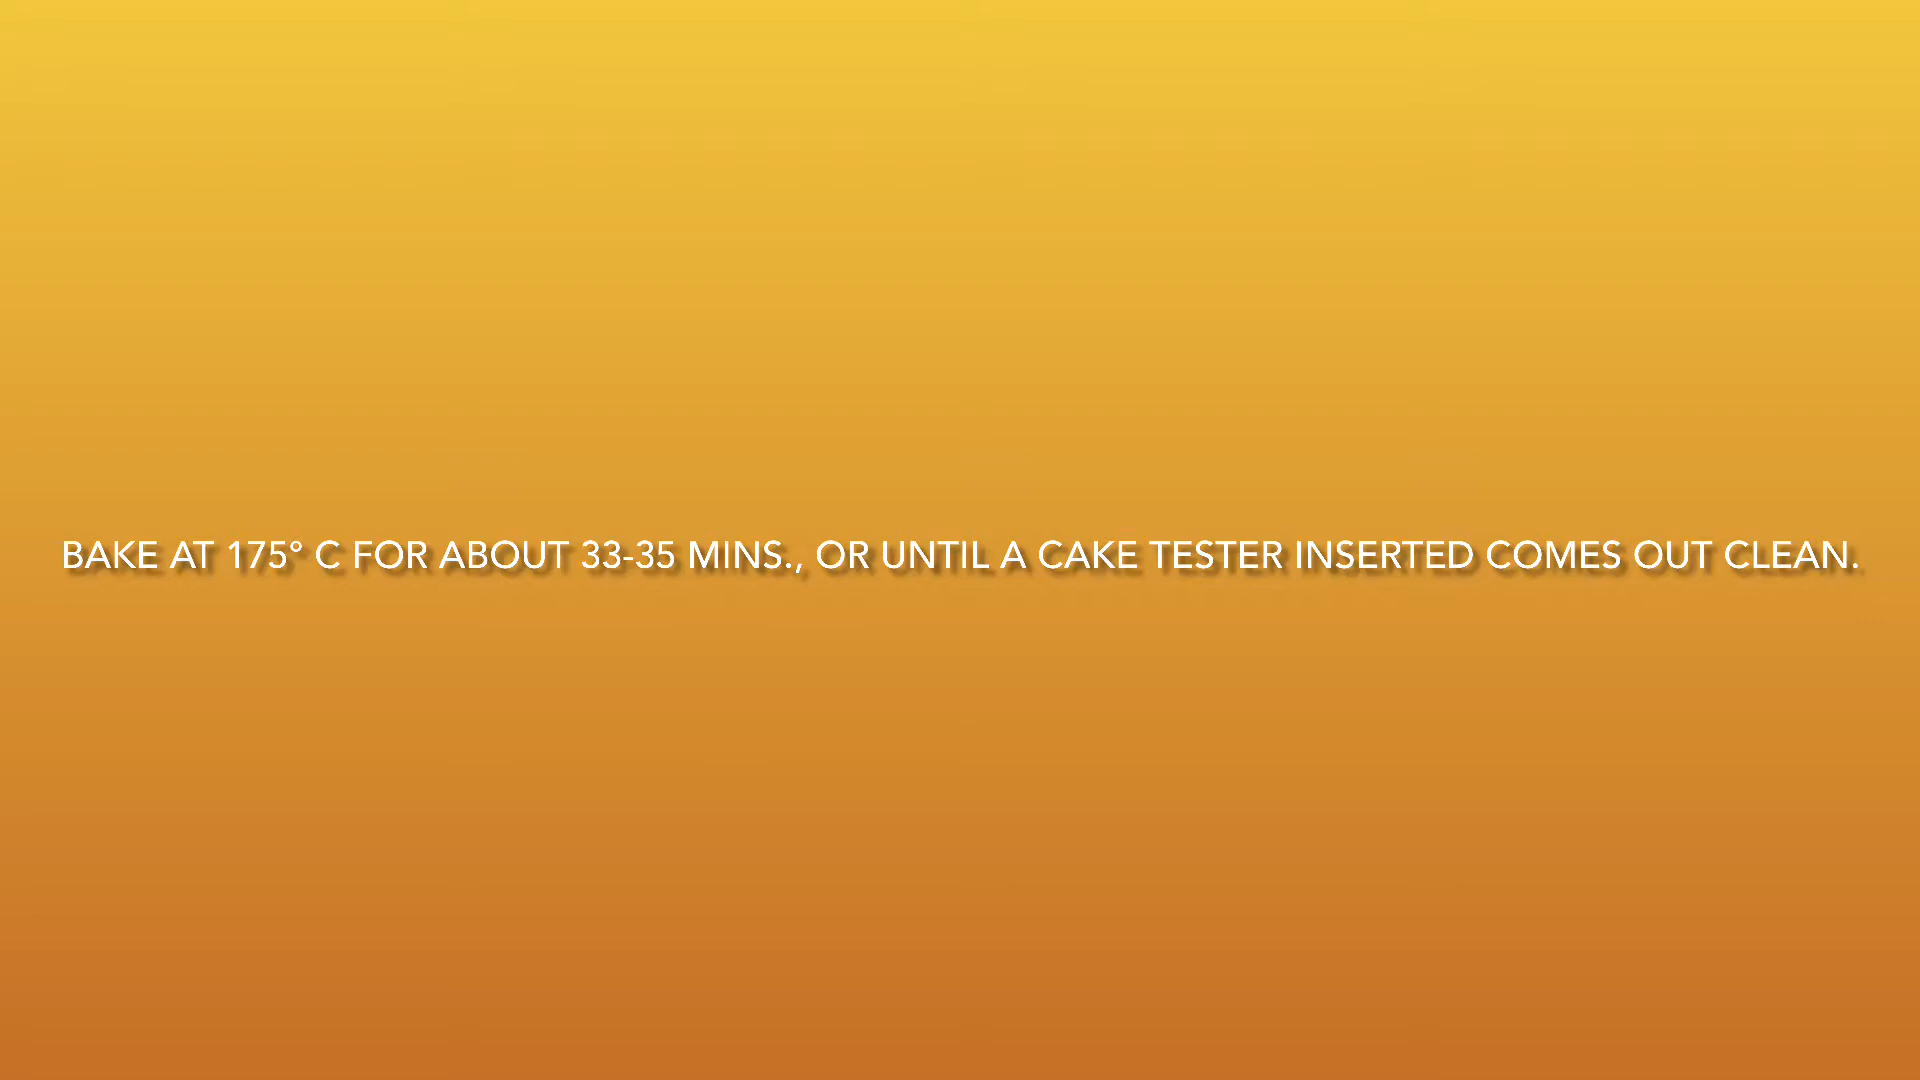 BAKE AT 175° C FOR ABOUT 33-35 MINS., OR UNTIL A CAKE TESTER INSERTED COMES OUT CLEAN.